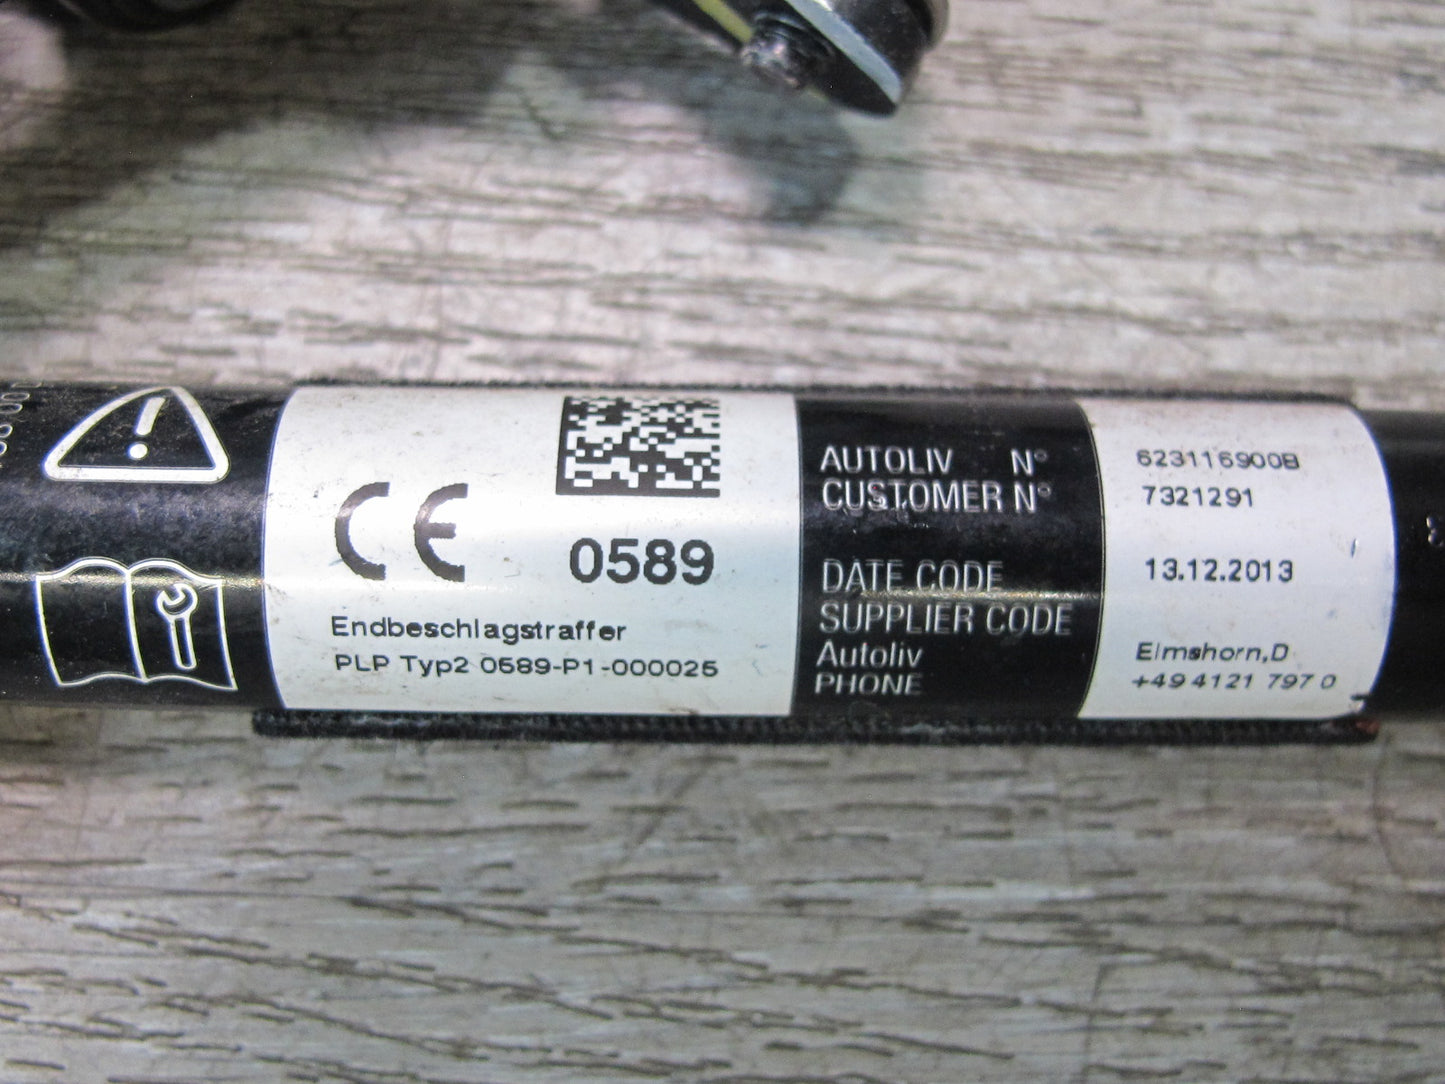 CE
0589
Endbeschlagstraffer
PLP Typ2 0589-P1-000025
AUTOLIV N° 623116900B
CUSTOMER N° 7321291
DATE CODE 13.12.2013
SUPPLIER CODE
Autoliv Elmshorn,D
PHONE +49 4121 797 0